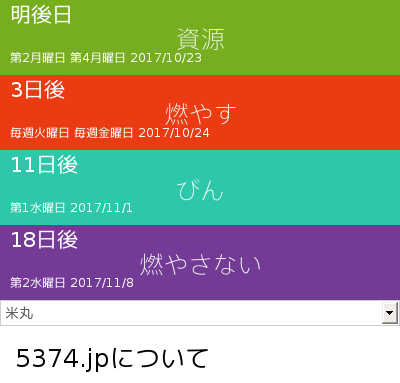 明後日
資源
第2月曜日 第4月曜日 2017/10/23
3日後
燃やす
毎週火曜日 毎週金曜日 2017/10/24
11日後
びん
第1水曜日 2017/11/1
18日後
燃やさない
第2水曜日 2017/11/8
米丸
5374.jpについて